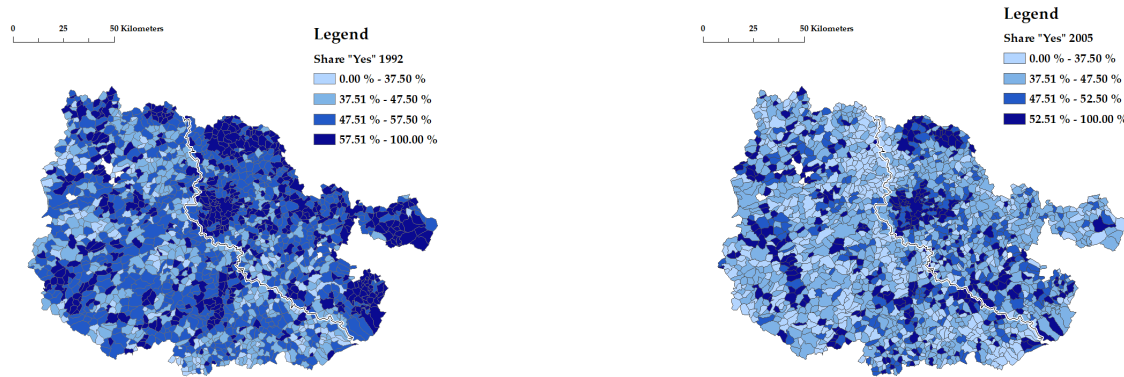 0 25 50 Kilometers
Legend
Share "Yes" 1992
0.00 % - 37.50 %
37.51 % - 47.50 %
47.51 % - 57.50 %
57.51 % - 100.00 %
0 25 50 Kilometers
Legend
Share "Yes" 2005
0.00 % - 37.50 %
37.51 % - 47.50 %
47.51 % - 52.50 %
52.51 % - 100.00 %